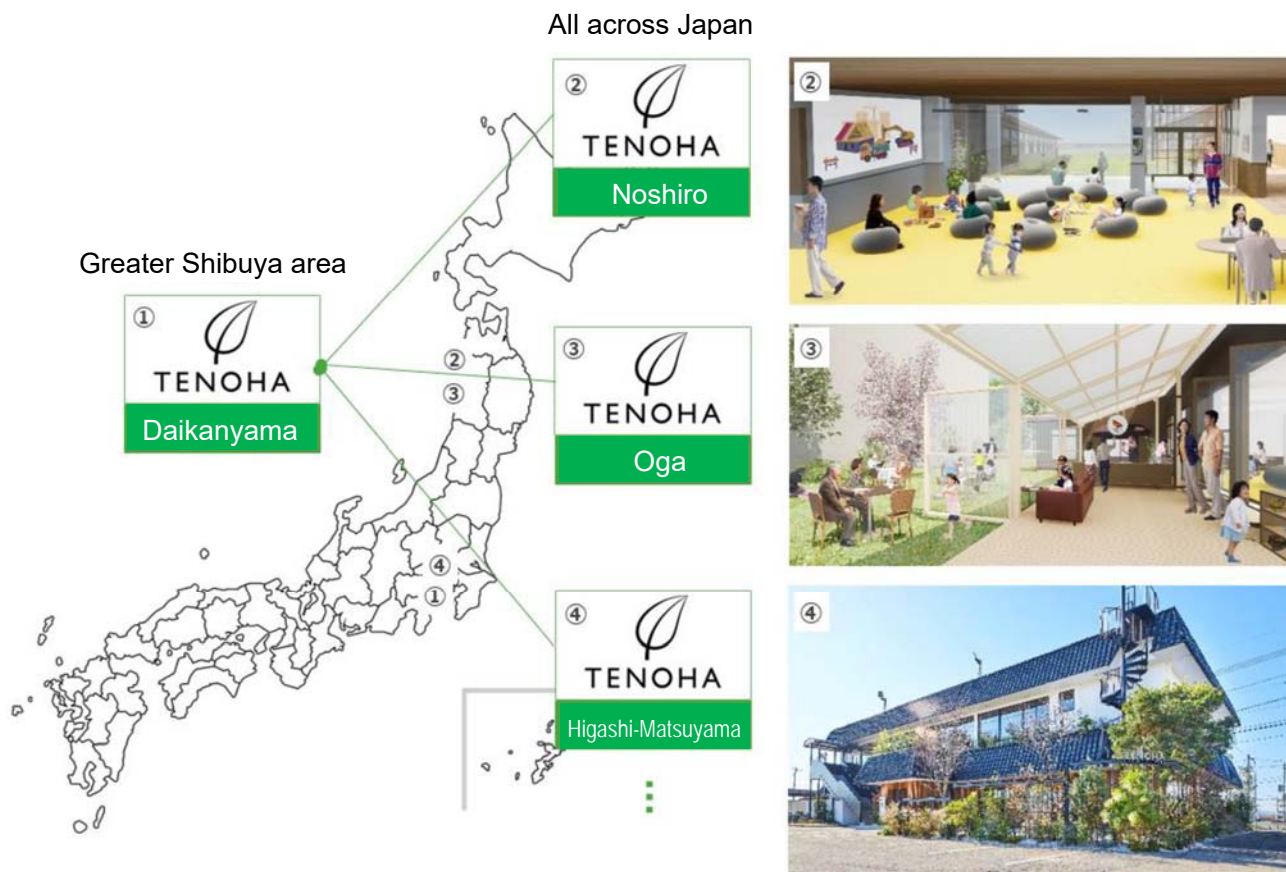 All across Japan
②
TENOHA
Noshiro
②
Greater Shibuya area
①
TENOHA
Daikanyama
②
③
③
TENOHA
Oga
③
④
①
④
TENOHA
Higashi-Matsuyama
④
TENOHA